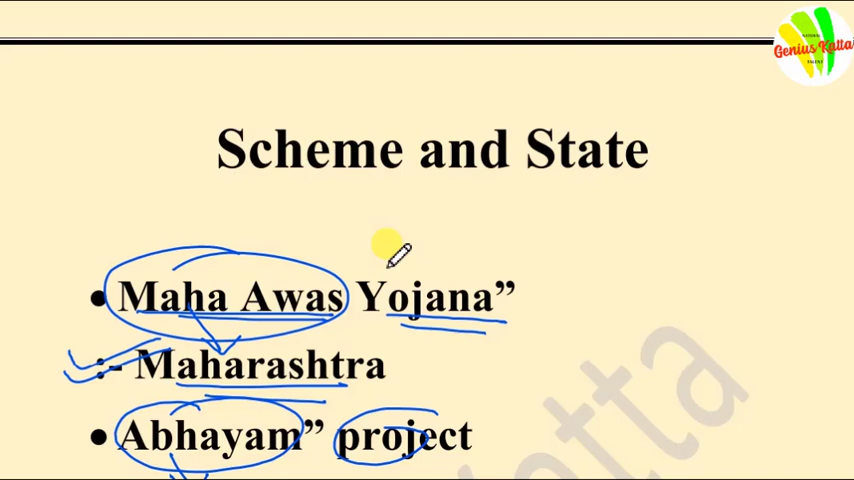 Genius Katta
Scheme and State
• Maha Awas Yojana”
:- Maharashtra
• Abhayam” project